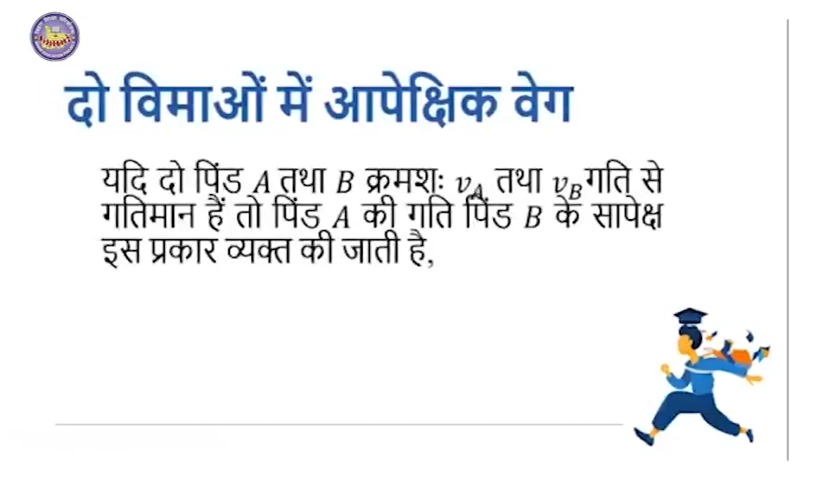 दो विमाओं में आपेक्षिक वेग
यदि दो पिंड A तथा B क्रमशः v_A तथा v_B गति से
गतिमान हैं तो पिंड A की गति पिंड B के सापेक्ष
इस प्रकार व्यक्त की जाती है,